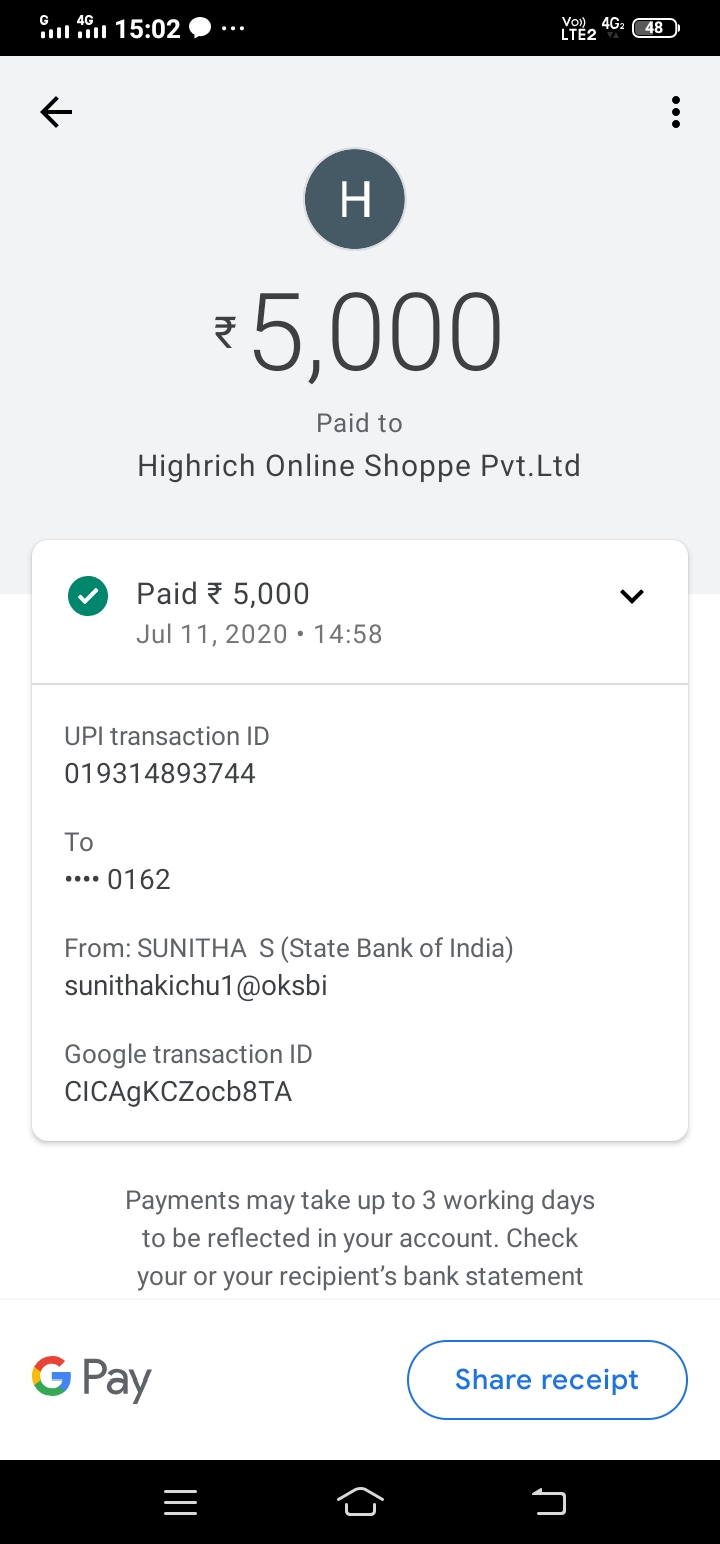 G 4G 15:02 ...
Vo)) LTE2 4G2 48
H
₹5,000
Paid to
Highrich Online Shoppe Pvt.Ltd
Paid ₹ 5,000
Jul 11, 2020 • 14:58
UPI transaction ID
019314893744
To
•••• 0162
From: SUNITHA  S (State Bank of India)
sunithakichu1@oksbi
Google transaction ID
CICAgKCZocb8TA
Payments may take up to 3 working days
to be reflected in your account. Check
your or your recipient’s bank statement
G Pay
Share receipt